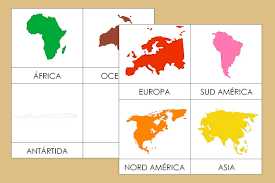 ÁFRICA
OCE
ANTÁRTIDA
EUROPA
SUD AMÉRICA
NORD AMÉRICA
ASIA